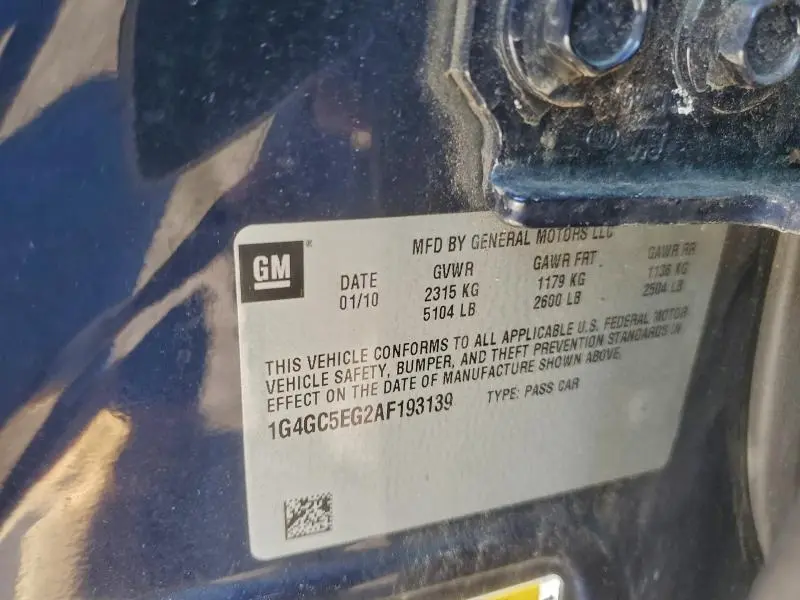 GM
MFD BY GENERAL MOTORS LLC
DATE GVWR GAWR FRT GAWR RR
01/10 2315 KG 1179 KG 1136 KG
5104 LB 2600 LB 2504 LB
THIS VEHICLE CONFORMS TO ALL APPLICABLE U.S. FEDERAL MOTOR
VEHICLE SAFETY, BUMPER, AND THEFT PREVENTION STANDARDS IN
EFFECT ON THE DATE OF MANUFACTURE SHOWN ABOVE.
1G4GC5EG2AF193139 TYPE: PASS CAR